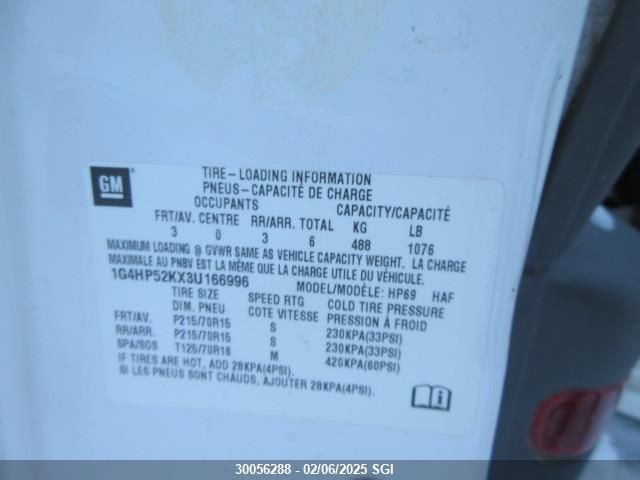 GM
TIRE-LOADING INFORMATION
PNEUS-CAPACITÉ DE CHARGE
OCCUPANTS CAPACITY/CAPACITÉ
FRT/AV. CENTRE RR/ARR. TOTAL KG LB
3 0 3 6 488 1076
MAXIMUM LOADING @ GVWR SAME AS VEHICLE CAPACITY WEIGHT. LA CHARGE
MAXIMALE AU PNBV EST LA MÊME QUE LA CHARGE UTILE DU VÉHICULE.
1G4HP52KX3U166996 MODEL/MODÈLE: HP69 HAF
TIRE SIZE SPEED RTG COLD TIRE PRESSURE
DIM. PNEU COTE VITESSE PRESSION À FROID
FRT/AV. P215/70R15 S 230KPA(33PSI)
RR/ARR. P215/70R15 S 230KPA(33PSI)
SPA/SOS T125/70R16 M 420KPA(60PSI)
IF TIRES ARE HOT, ADD 28KPA(4PSI).
SI LES PNEUS SONT CHAUDS, AJOUTER 28KPA(4PSI).
30056288 - 02/06/2025 SGI